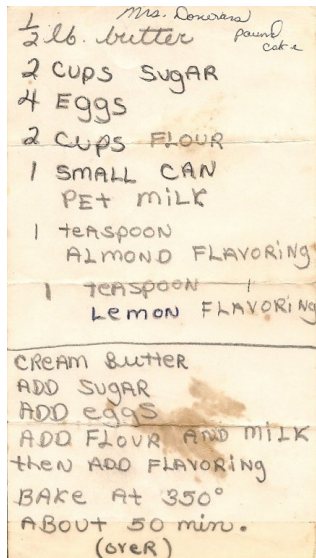 Mrs. Donovans
pound
cake
1/2 lb. butter
2 CUPS SUGAR
4 EGGS
2 CUPS FLOUR
1 SMALL CAN
PET MILK
1 teASPOON
ALMOND FLAVORiNG
1 teASPOON
LemON FLAVORiNG
CREAM Butter
ADD SUGAR
ADD eggs
ADD FLOUR AND MILK
then ADD FLAVORiNG
BAKe At 350°
ABOUt 50 min.
(oveR)